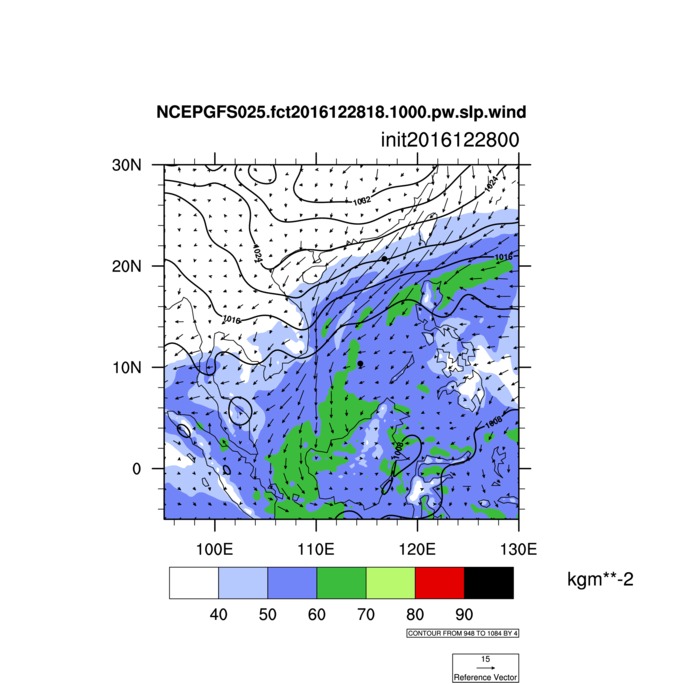 NCEPGFS025.fct2016122818.1000.pw.slp.wind
init2016122800
30N
1032
1024
1024
20N
1016
1016
10N
1008
1008
0
100E 110E 120E 130E
kgm**-2
40 50 60 70 80 90
CONTOUR FROM 948 TO 1084 BY 4
15
Reference Vector